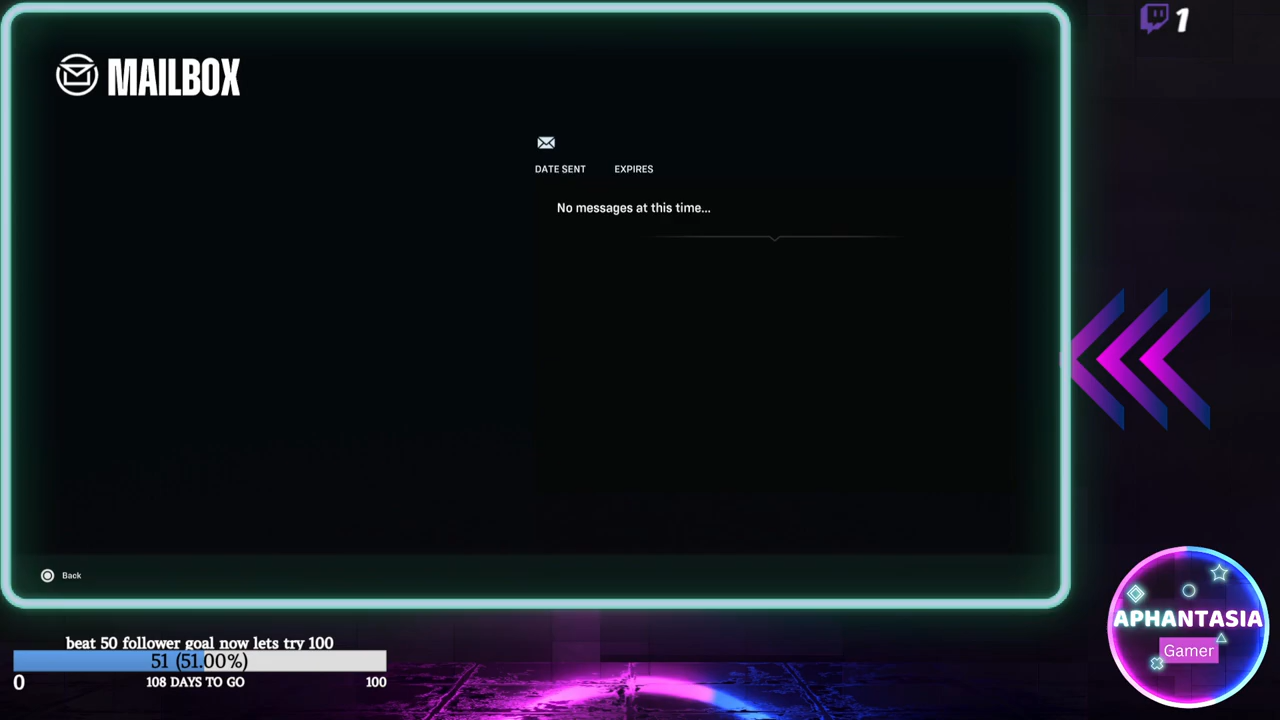 1
MAILBOX
DATE SENT EXPIRES
No messages at this time...
Back
beat 50 follower goal now lets try 100
51 (51.00%)
0 108 DAYS TO GO 100
APHANTASIA
Gamer